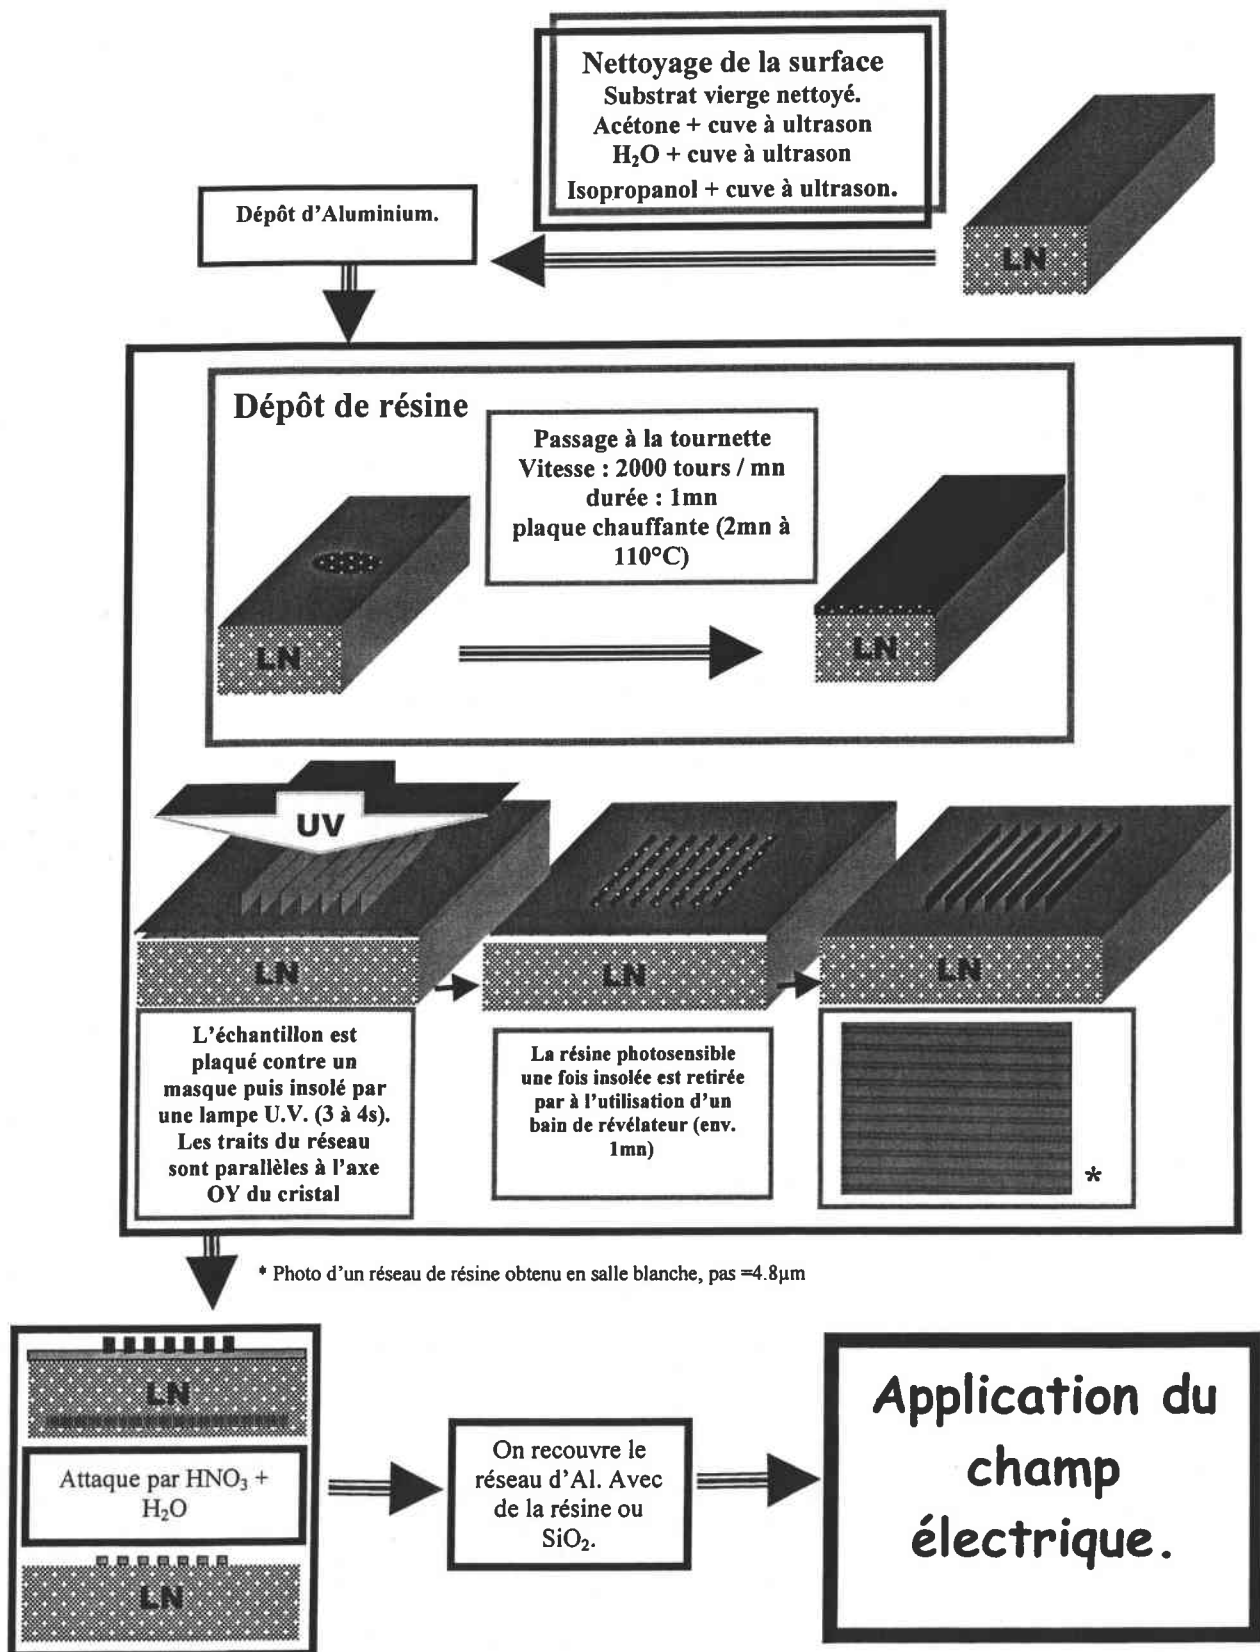 Nettoyage de la surface
Substrat vierge nettoyé.
Acétone + cuve à ultrason
H₂O + cuve à ultrason
Isopropanol + cuve à ultrason.
LN
Dépôt d'Aluminium.
Dépôt de résine
Passage à la tournette
Vitesse : 2000 tours / mn
durée : 1mn
plaque chauffante (2mn à
110°C)
LN
LN
UV
LN
LN
LN
L'échantillon est
plaqué contre un
masque puis insolé par
une lampe U.V. (3 à 4s).
Les traits du réseau
sont parallèles à l'axe
OY du cristal
La résine photosensible
une fois insolée est retirée
par à l'utilisation d'un
bain de révélateur (env.
1mn)
*
* Photo d'un réseau de résine obtenu en salle blanche, pas =4.8µm
LN
Attaque par HNO₃ +
H₂O
LN
On recouvre le
réseau d'Al. Avec
de la résine ou
SiO₂.
Application du
champ
électrique.